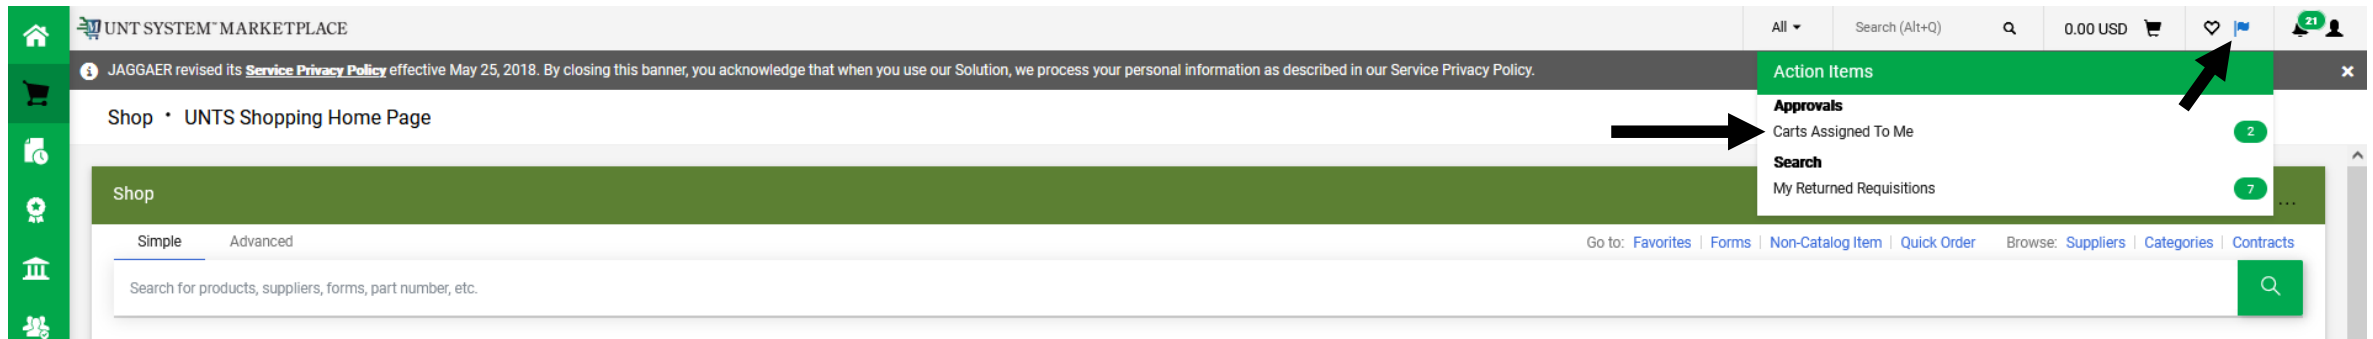 UNT SYSTEM™ MARKETPLACE
All
Search (Alt+Q)
0.00 USD
21
JAGGAER revised its Service Privacy Policy effective May 25, 2018. By closing this banner, you acknowledge that when you use our Solution, we process your personal information as described in our Service Privacy Policy.
Action Items
Approvals
Carts Assigned To Me 2
Search
My Returned Requisitions 7
Shop • UNTS Shopping Home Page
Shop
...
Simple Advanced
Go to: Favorites | Forms | Non-Catalog Item | Quick Order Browse: Suppliers | Categories | Contracts
Search for products, suppliers, forms, part number, etc.